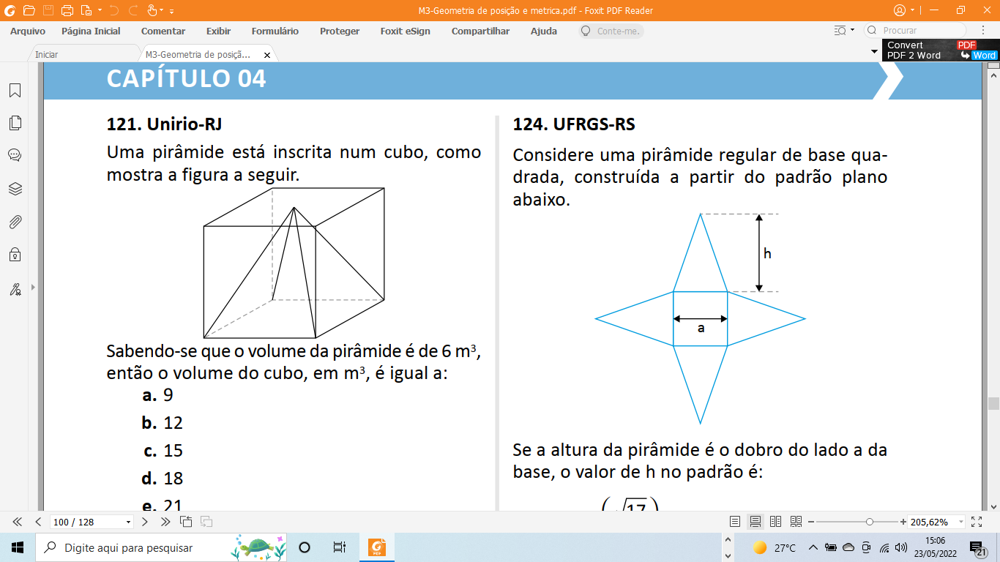 M3-Geometria de posição e metrica.pdf - Foxit PDF Reader
Arquivo Página Inicial Comentar Exibir Formulário Proteger Foxit eSign Compartilhar Ajuda Conte-me. Procurar
Iniciar M3-Geometria de posiçã... Convert PDF
PDF 2 Word Word
CAPÍTULO 04
121. Unirio-RJ
Uma pirâmide está inscrita num cubo, como
mostra a figura a seguir.
Sabendo-se que o volume da pirâmide é de 6 m³,
então o volume do cubo, em m³, é igual a:
a. 9
b. 12
c. 15
d. 18
e. 21
124. UFRGS-RS
Considere uma pirâmide regular de base qua-
drada, construída a partir do padrão plano
abaixo.
h
a
Se a altura da pirâmide é o dobro do lado a da
base, o valor de h no padrão é:
(√17)
100 / 128 205,62%
Digite aqui para pesquisar PDF 27°C 15:06
23/05/2022 21